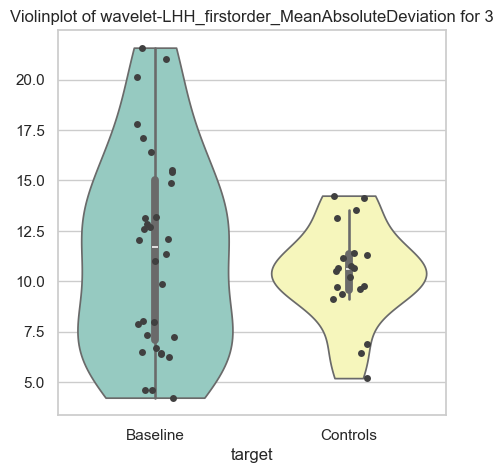 Violinplot of wavelet-LHH_firstorder_MeanAbsoluteDeviation for 3
20.0
17.5
15.0
12.5
10.0
7.5
5.0
Baseline
Controls
target